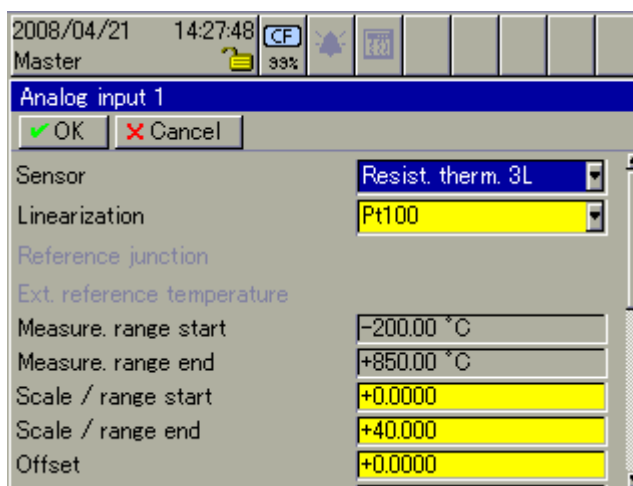 2008/04/21 14:27:48 CF
Master 99%
Analog input 1
OK Cancel
Sensor Resist. therm. 3L
Linearization Pt100
Reference junction
Ext. reference temperature
Measure. range start -200.00 °C
Measure. range end +850.00 °C
Scale / range start +0.0000
Scale / range end +40.000
Offset +0.0000